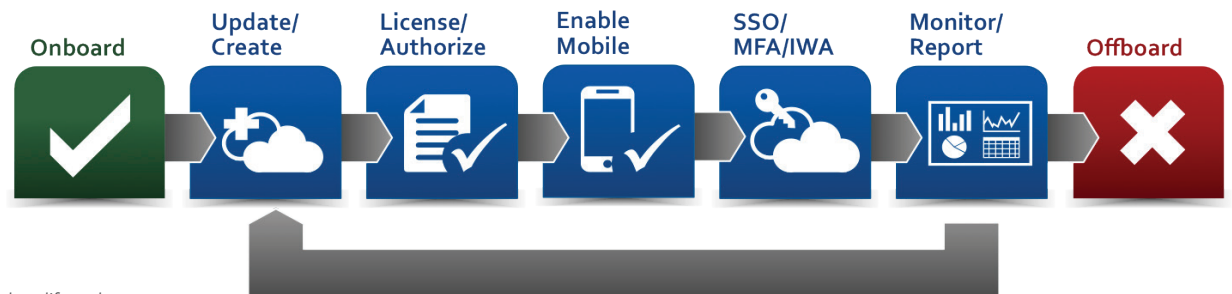 Onboard
Update/
Create
License/
Authorize
Enable
Mobile
SSO/
MFA/IWA
Monitor/
Report
Offboard